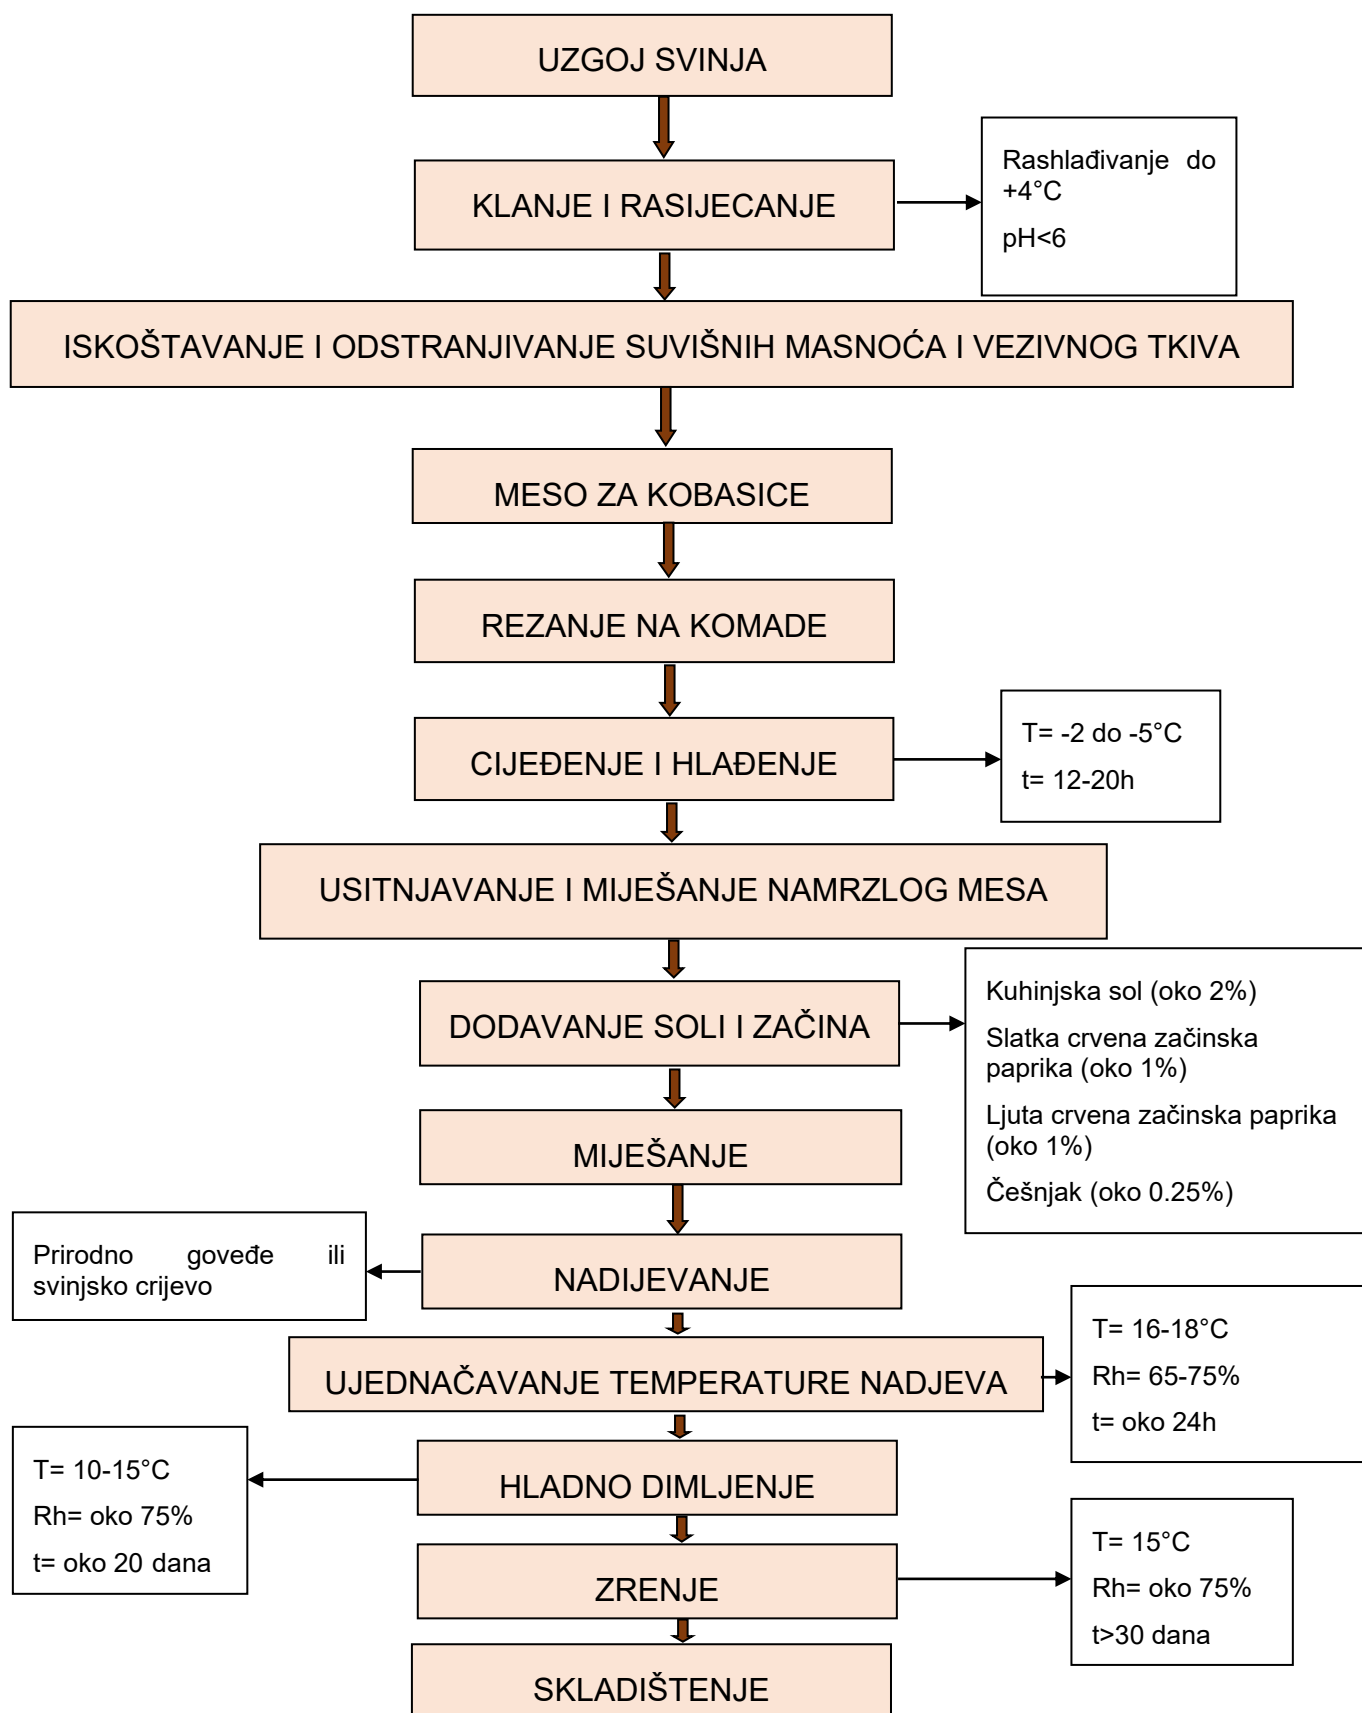 UZGOJ SVINJA
KLANJE I RASIJECANJE
Rashlađivanje do
+4°C
pH<6
ISKOŠTAVANJE I ODSTRANJIVANJE SUVIŠNIH MASNOĆA I VEZIVNOG TKIVA
MESO ZA KOBASICE
REZANJE NA KOMADE
CIJEĐENJE I HLAĐENJE
T= -2 do -5°C
t= 12-20h
USITNJAVANJE I MIJEŠANJE NAMRZLOG MESA
DODAVANJE SOLI I ZAČINA
Kuhinjska sol (oko 2%)
Slatka crvena začinska
paprika (oko 1%)
Ljuta crvena začinska paprika
(oko 1%)
Češnjak (oko 0.25%)
MIJEŠANJE
NADIJEVANJE
Prirodno goveđe ili
svinjsko crijevo
UJEDNAČAVANJE TEMPERATURE NADJEVA
T= 16-18°C
Rh= 65-75%
t= oko 24h
HLADNO DIMLJENJE
T= 10-15°C
Rh= oko 75%
t= oko 20 dana
ZRENJE
T= 15°C
Rh= oko 75%
t>30 dana
SKLADIŠTENJE